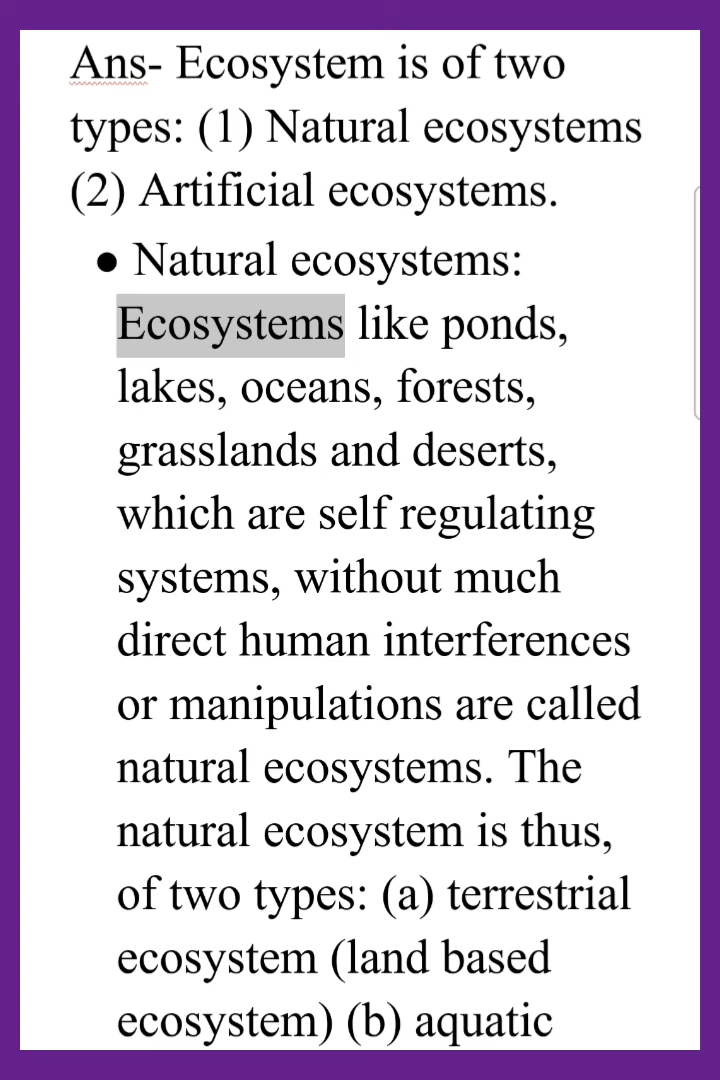 Ans- Ecosystem is of two
types: (1) Natural ecosystems
(2) Artificial ecosystems.
● Natural ecosystems:
Ecosystems like ponds,
lakes, oceans, forests,
grasslands and deserts,
which are self regulating
systems, without much
direct human interferences
or manipulations are called
natural ecosystems. The
natural ecosystem is thus,
of two types: (a) terrestrial
ecosystem (land based
ecosystem) (b) aquatic